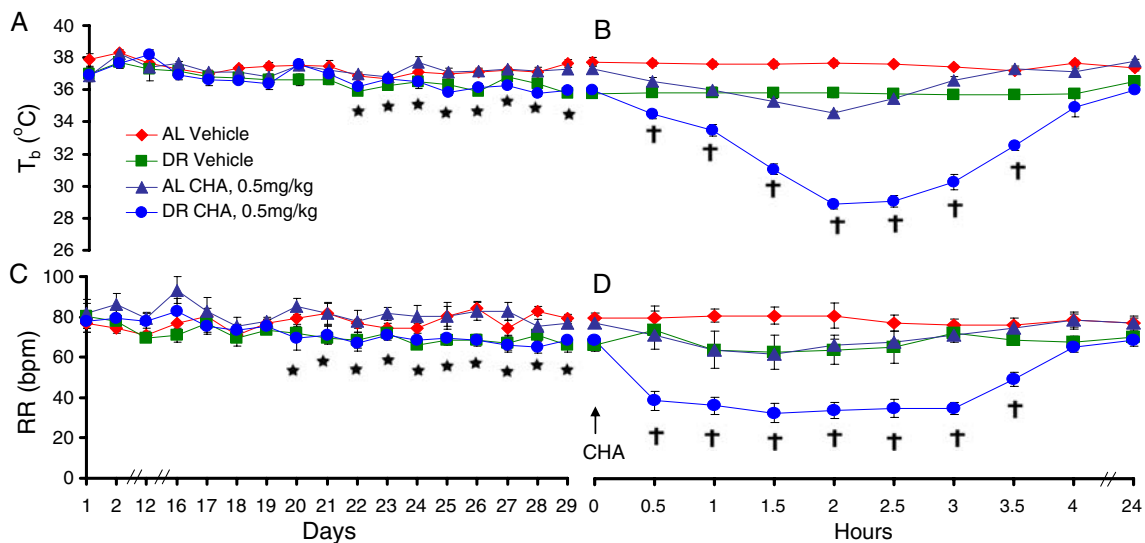 A
B
40
38
36
34
32
30
28
26
T_b (°C)
AL Vehicle
DR Vehicle
AL CHA, 0.5mg/kg
DR CHA, 0.5mg/kg
C
D
100
80
60
40
20
0
RR (bpm)
CHA
1 2 12 16 17 18 19 20 21 22 23 24 25 26 27 28 29
0 0.5 1 1.5 2 2.5 3 3.5 4 24
Days
Hours